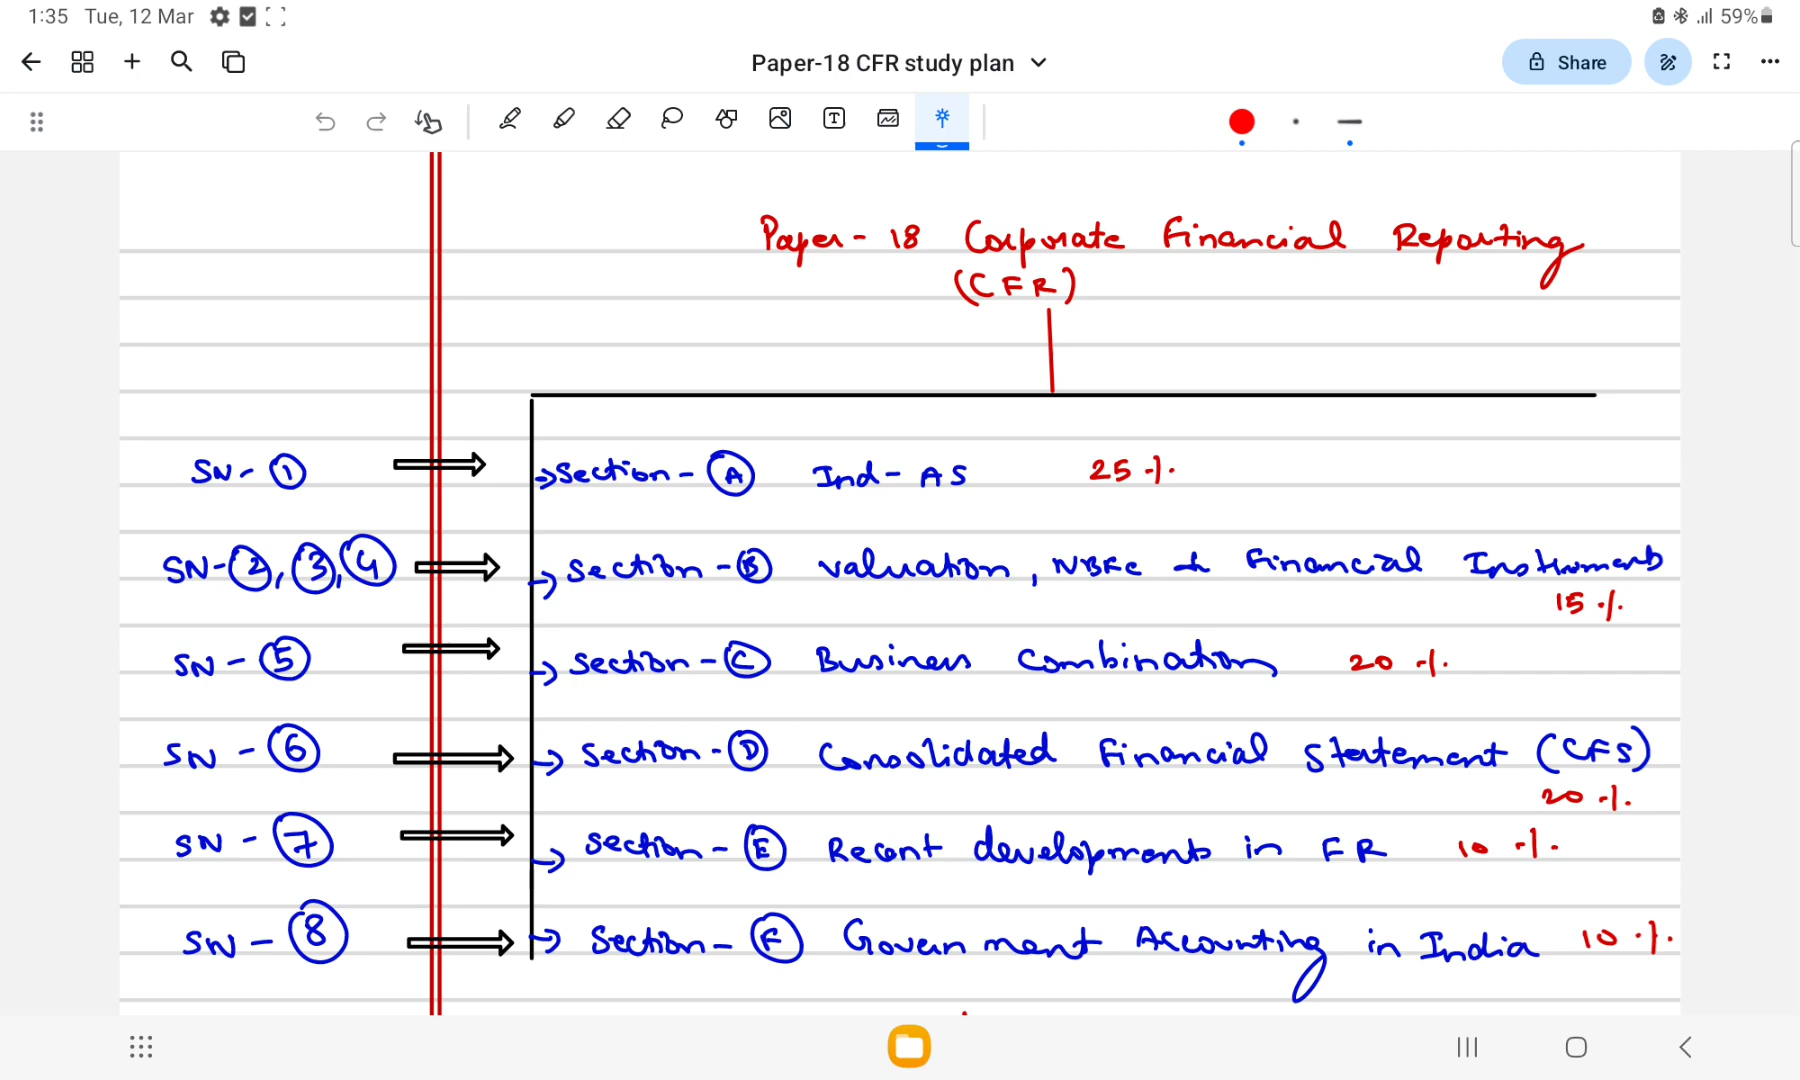 1:35 Tue, 12 Mar
59%
Paper-18 CFR study plan
Share
Paper - 18 Corporate Financial Reporting
(CFR)
SN - 1 → Section - A Ind - AS 25 %
SN - 2, 3, 4 → Section - B Valuation, NBFC & Financial Instruments
15 %
SN - 5 → Section - C Business Combination 20 %
SN - 6 → Section - D Consolidated Financial Statement (CFS)
20 %
SN - 7 → Section - E Recent developments in FR 10 %
SN - 8 → Section - F Government Accounting in India 10 %